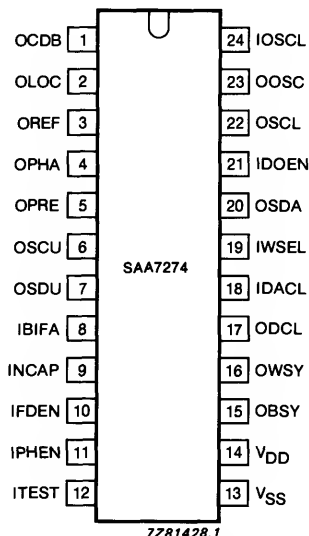 OCDB 1
OLOC 2
OREF 3
OPHA 4
OPRE 5
OSCU 6
OSDU 7
IBIFA 8
INCAP 9
IFDEN 10
IPHEN 11
ITEST 12
SAA7274
24 IOSCL
23 OOSC
22 OSCL
21 IDOEN
20 OSDA
19 IWSEL
18 IDACL
17 ODCL
16 OWSY
15 OBSY
14 VDD
13 VSS
7Z81428.1